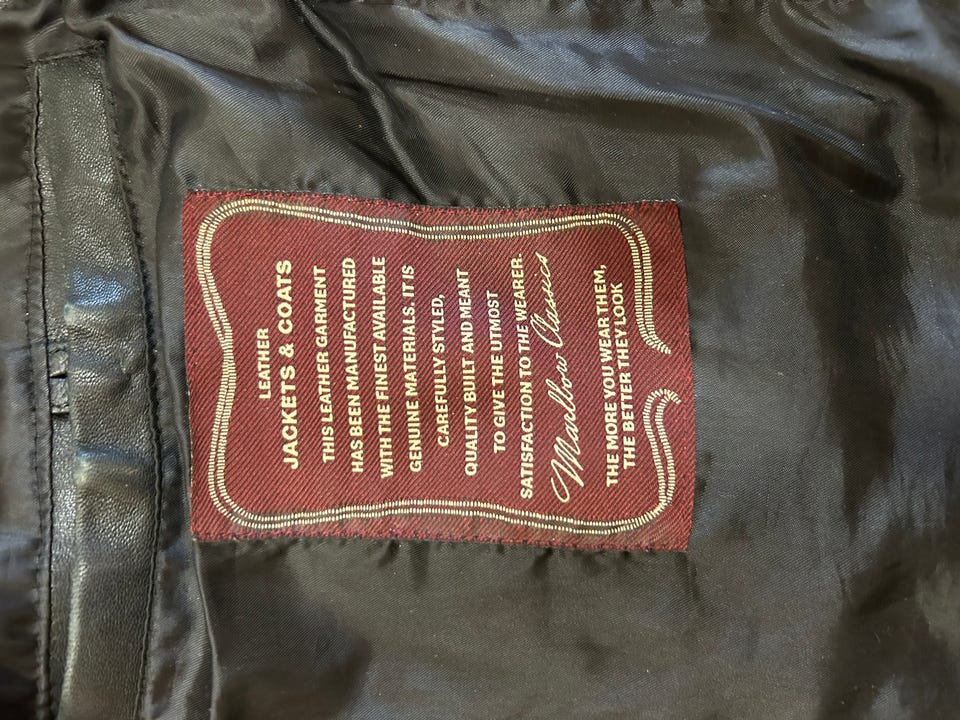 LEATHER
JACKETS & COATS
THIS LEATHER GARMENT
HAS BEEN MANUFACTURED
WITH THE FINEST AVAILABLE
GENUINE MATERIALS. IT IS
CAREFULLY STYLED,
QUALITY BUILT AND MEANT
TO GIVE THE UTMOST
SATISFACTION TO THE WEARER.
Marlboro Classics
THE MORE YOU WEAR THEM,
THE BETTER THEY LOOK